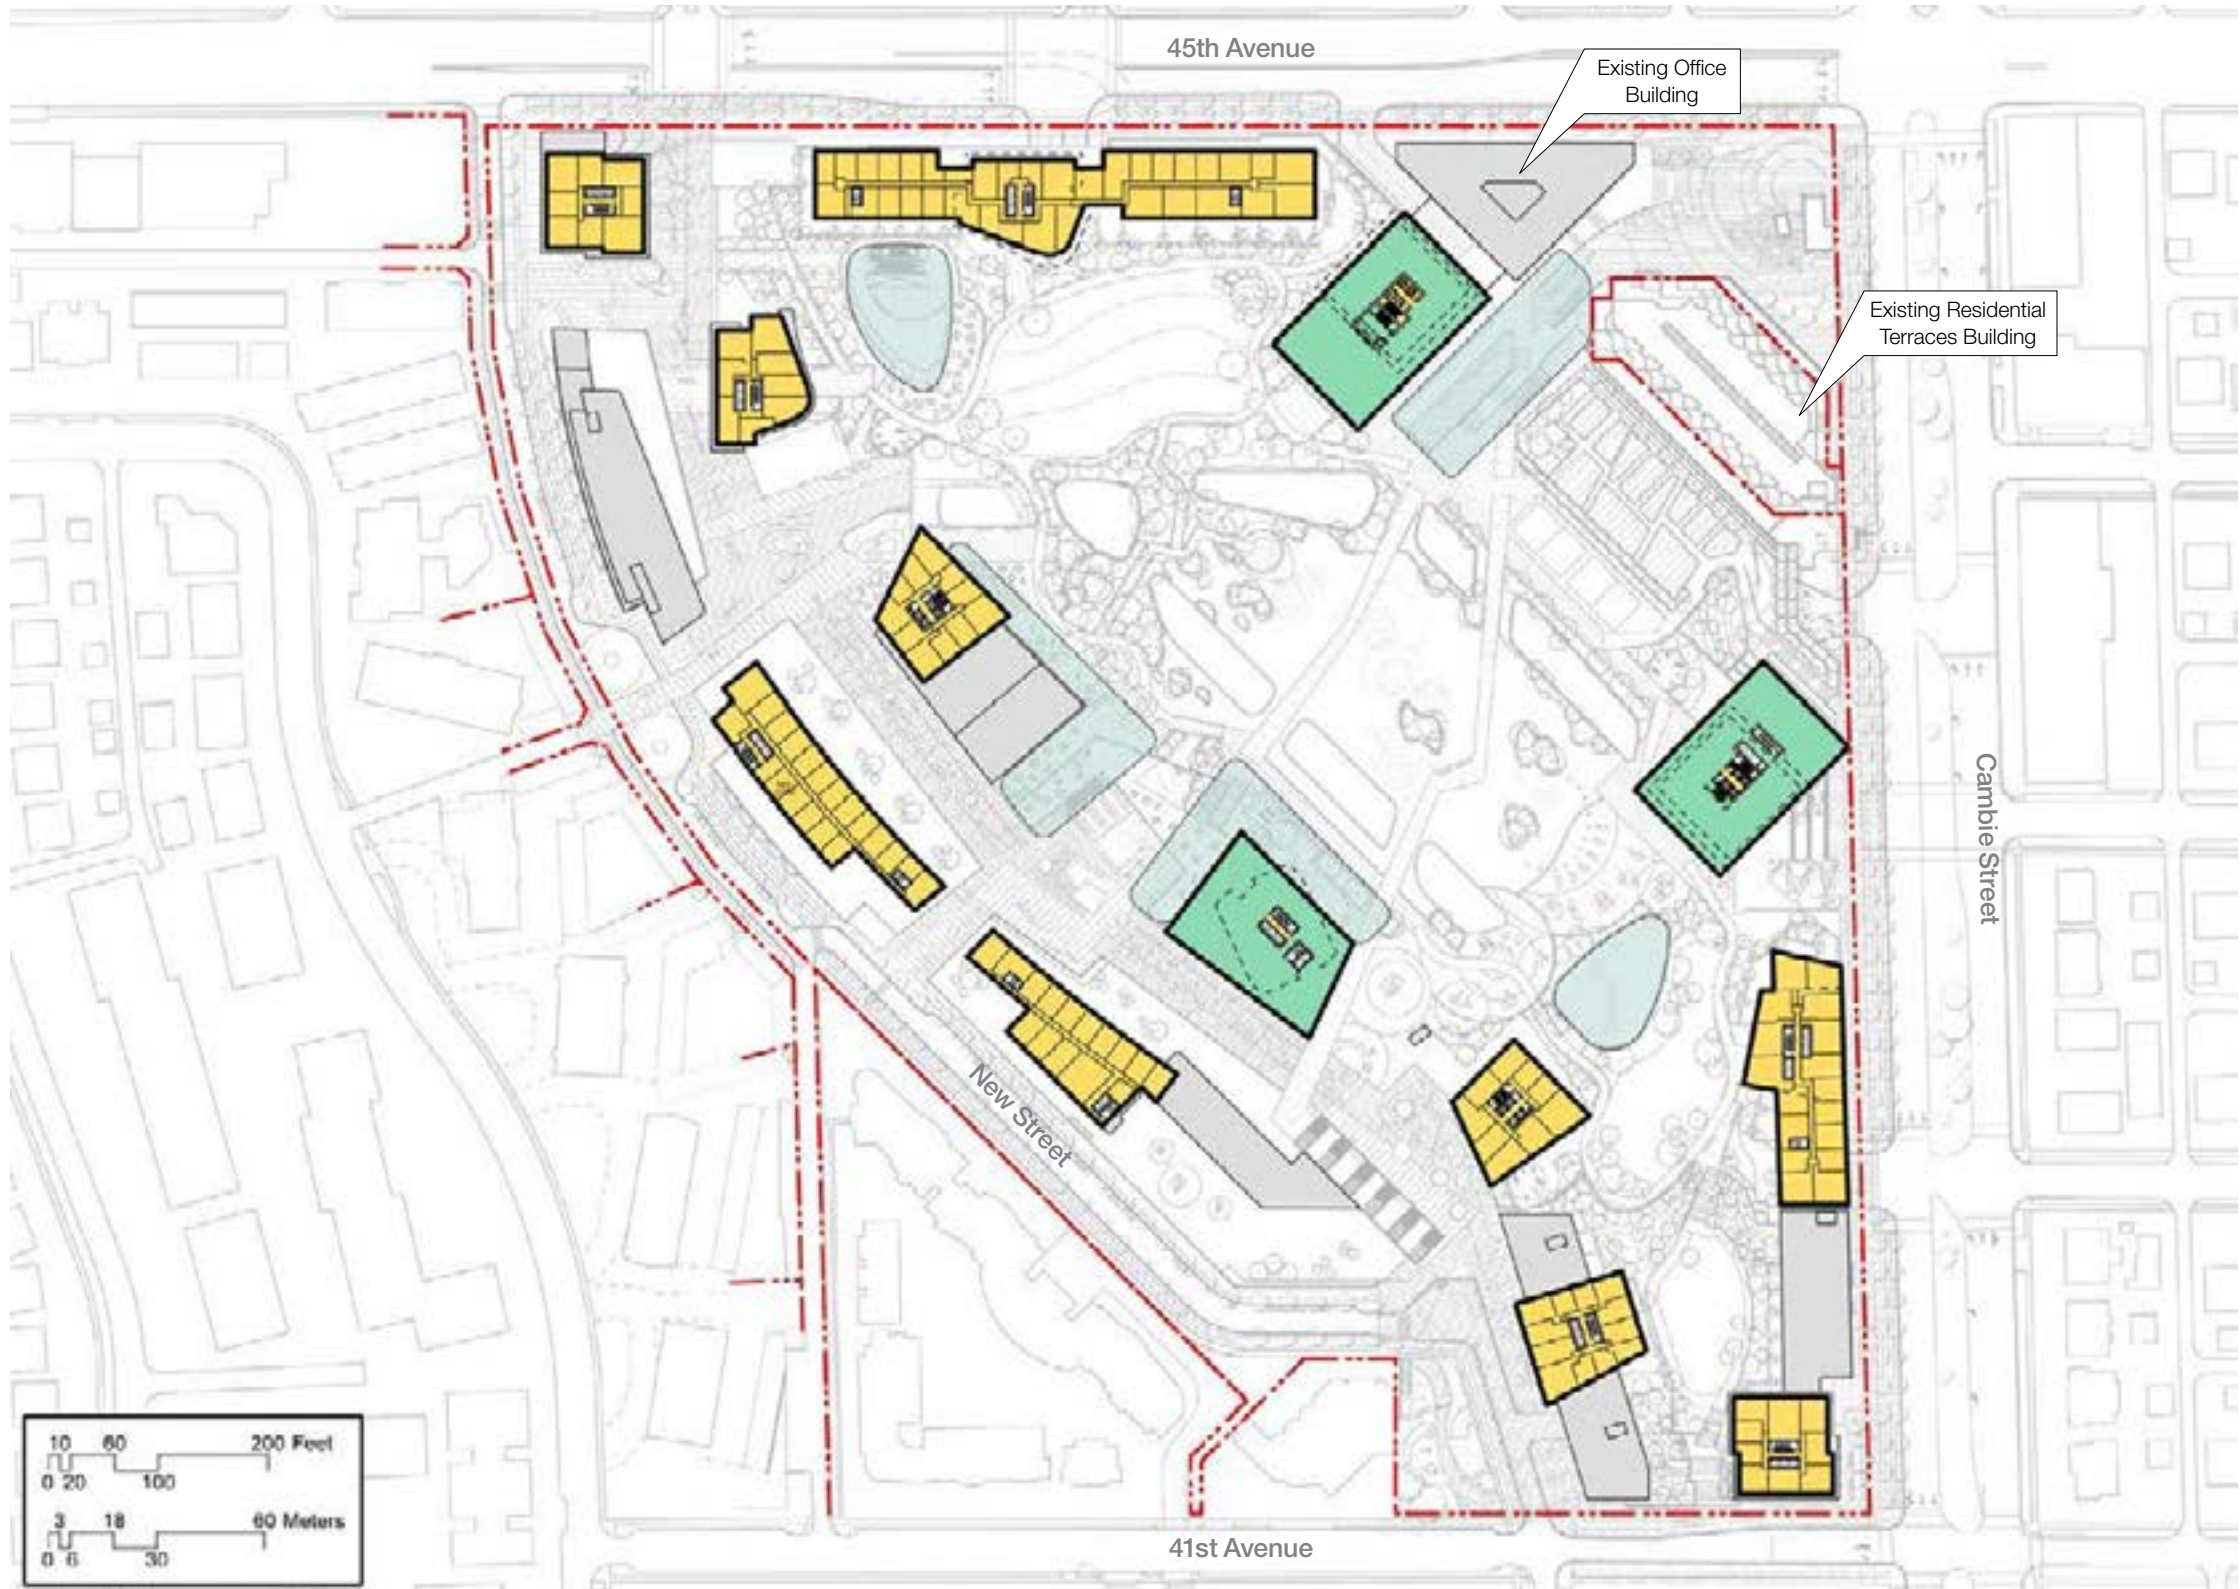 45th Avenue
Existing Office
Building
Existing Residential
Terraces Building
Cambie Street
New Street
10 60 200 Feet
0 20 100
3 18 60 Meters
0 6 30
41st Avenue